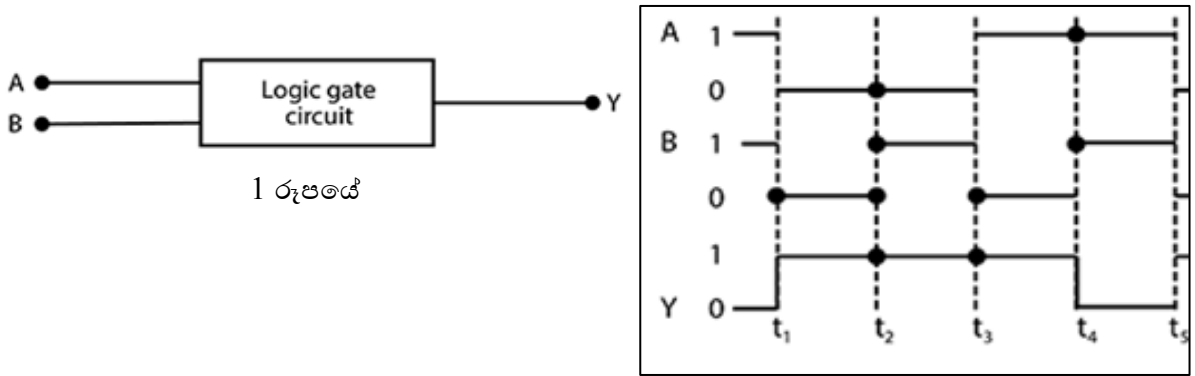 A
B
Logic gate
circuit
Y
1 රූපයේ
A 1
0
B 1
0
1
Y 0
t₁ t₂ t₃ t₄ t₅